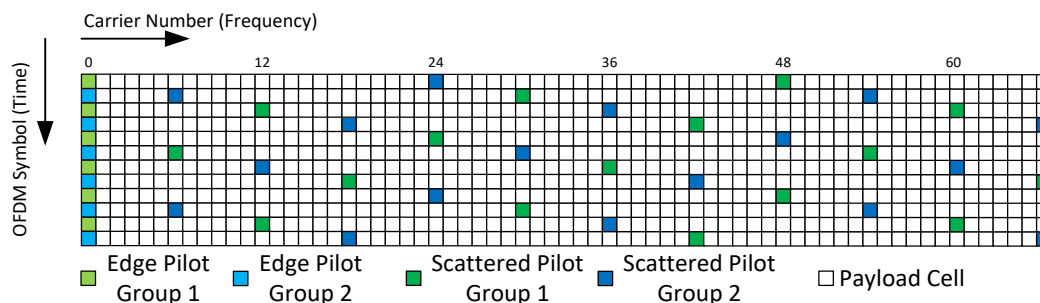 Carrier Number (Frequency)
0 12 24 36 48 60
OFDM Symbol (Time)
Edge Pilot
Group 1
Edge Pilot
Group 2
Scattered Pilot
Group 1
Scattered Pilot
Group 2
Payload Cell